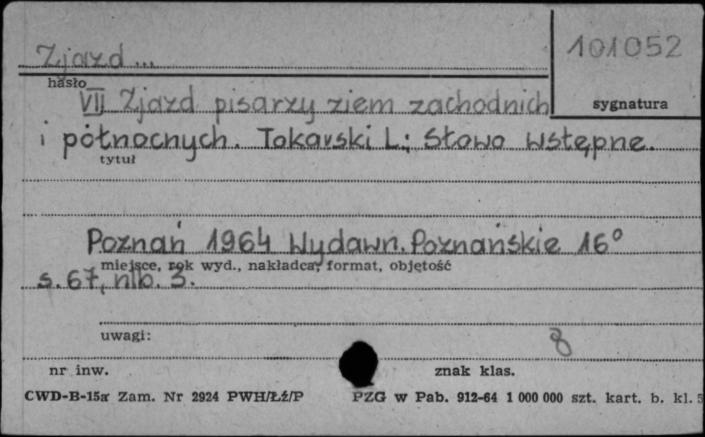 Zjazd...
101052
hasło
sygnatura
VII Zjazd pisarzy ziem zachodnich
i północnych. Tokarski L.: Słowo wstępne.
tytuł
Poznań 1964 Wydawn. Poznańskie 16°
miejsce, rok wyd., nakładca, format, objętość
s. 67, nlb. 3.
uwagi:
8
nr inw.
znak klas.
CWD-B-15a Zam. Nr 2924 PWH/Łź/P
PZG w Pab. 912-64 1 000 000 szt. kart. b. kl. 5